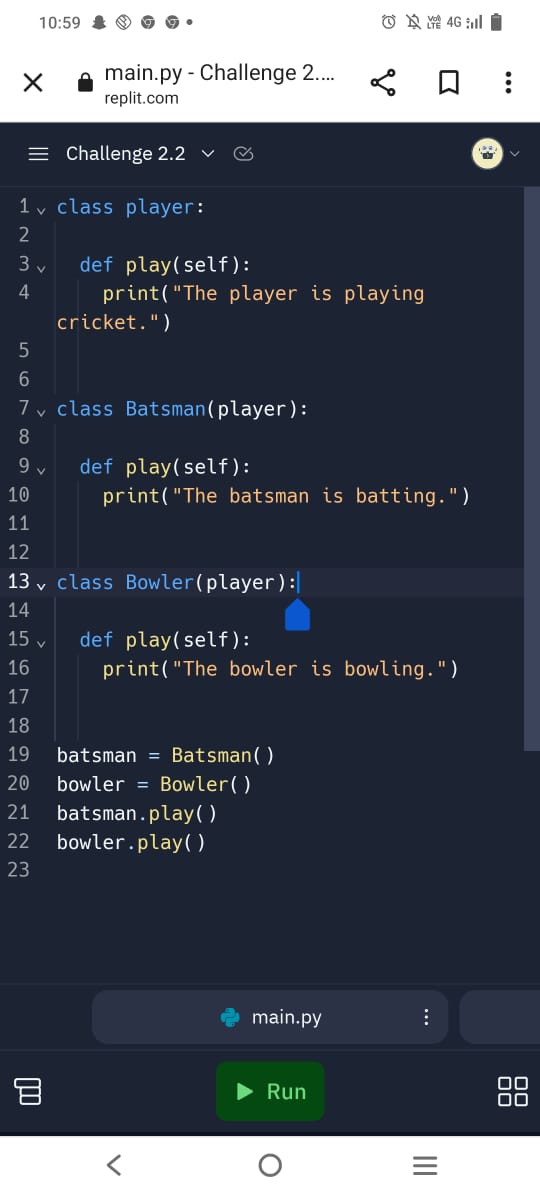 10:59
VoI) LTE 4G
main.py - Challenge 2....
replit.com
Challenge 2.2
1 class player:
2
3 def play(self):
4 print("The player is playing
cricket.")
5
6
7 class Batsman(player):
8
9 def play(self):
10 print("The batsman is batting.")
11
12
13 class Bowler(player):
14
15 def play(self):
16 print("The bowler is bowling.")
17
18
19 batsman = Batsman()
20 bowler = Bowler()
21 batsman.play()
22 bowler.play()
23
main.py
Run